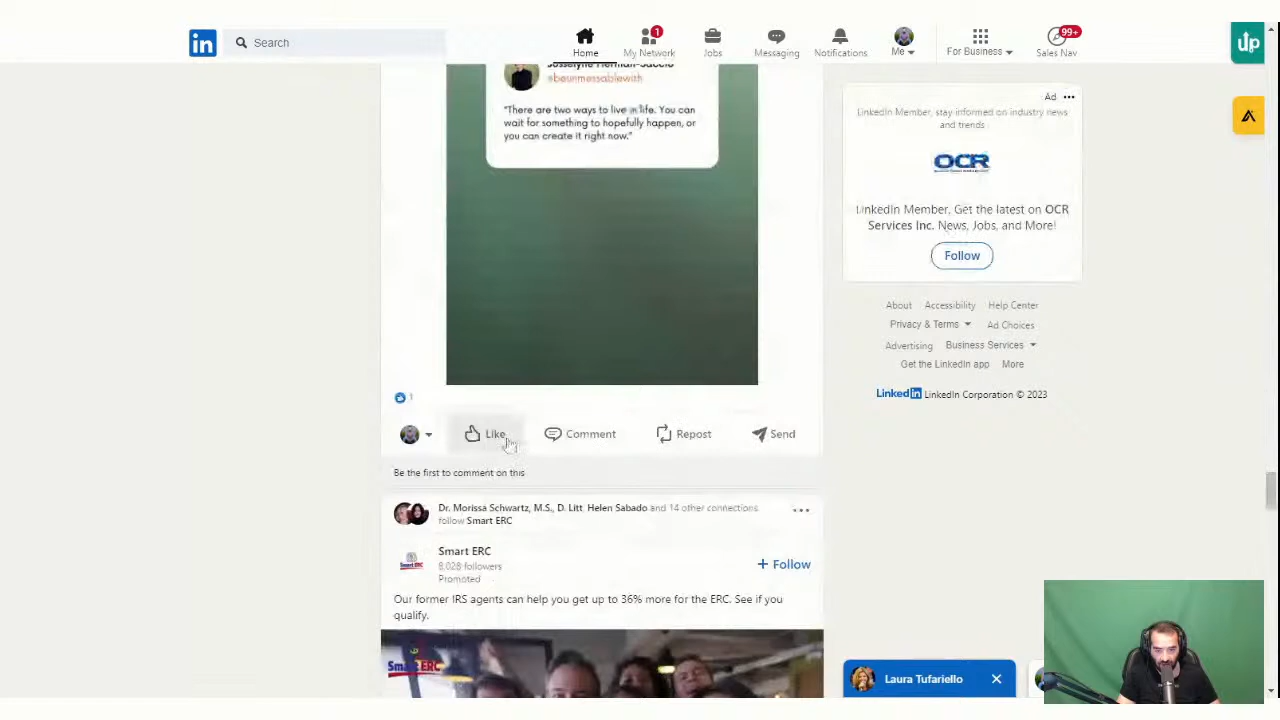 in
Search
Home
1
My Network
Jobs
Messaging
Notifications
Me
For Business
99+
Sales Nav
up
@beunmessablewith
"There are two ways to live in life. You can
wait for something to hopefully happen, or
you can create it right now."
1
Like
Comment
Repost
Send
Be the first to comment on this
Dr. Morissa Schwartz, M.S., D. Litt, Helen Sabado and 14 other connections
follow Smart ERC
Smart ERC
8,028 followers
Promoted
+ Follow
Our former IRS agents can help you get up to 36% more for the ERC. See if you
qualify.
Smart ERC
Ad
LinkedIn Member, stay informed on industry news
and trends
OCR
LinkedIn Member, Get the latest on OCR
Services Inc. News, Jobs, and More!
Follow
About Accessibility Help Center
Privacy & Terms Ad Choices
Advertising Business Services
Get the LinkedIn app More
LinkedIn LinkedIn Corporation © 2023
Laura Tufariello